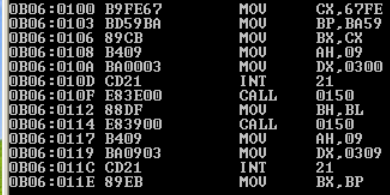 0B06:0100 B9FE67 MOV CX,67FE
0B06:0103 BD59BA MOV BP,BA59
0B06:0106 89CB MOV BX,CX
0B06:0108 B409 MOV AH,09
0B06:010A BA0003 MOV DX,0300
0B06:010D CD21 INT 21
0B06:010F E83E00 CALL 0150
0B06:0112 88DF MOV BH,BL
0B06:0114 E83900 CALL 0150
0B06:0117 B409 MOV AH,09
0B06:0119 BA0903 MOV DX,0309
0B06:011C CD21 INT 21
0B06:011E 89EB MOV BX,BP